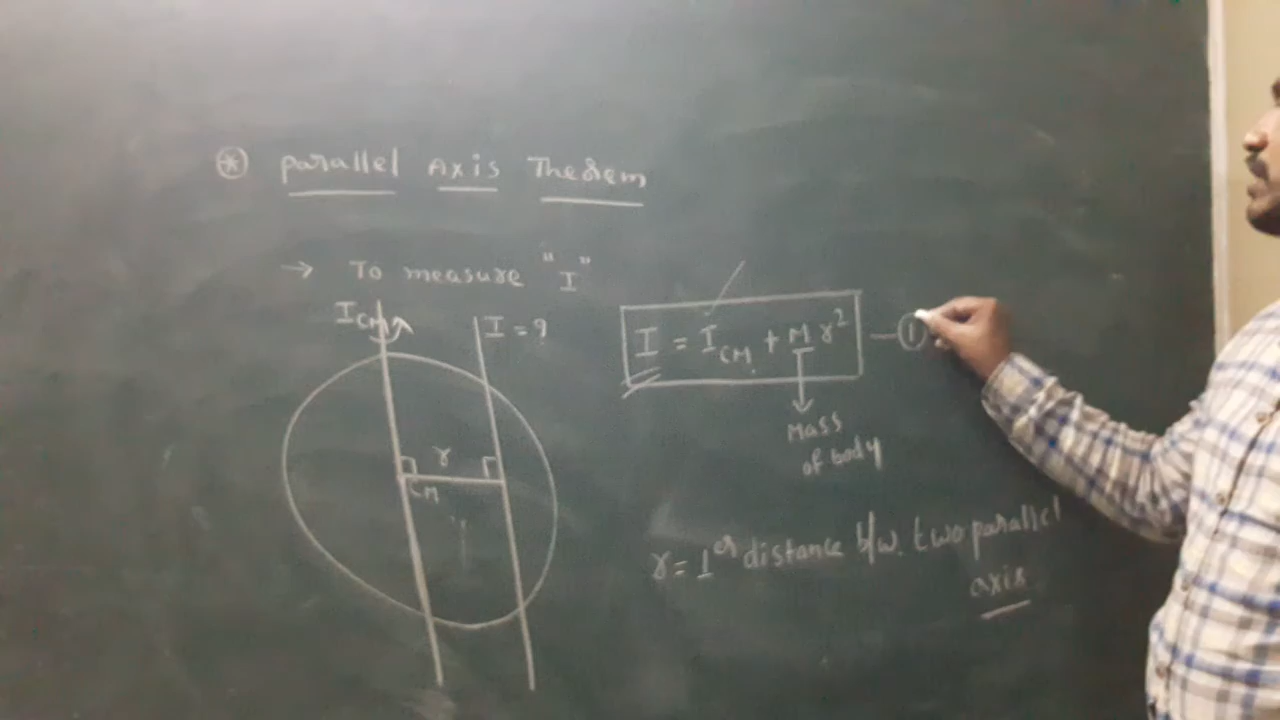 ⊛ Parallel Axis Theorem
→ To measure "I"
I_CM
I = ?
I = I_CM + M r² — ①
Mass
of body
r
CM
r = ⊥er distance b/w. two parallel
axis